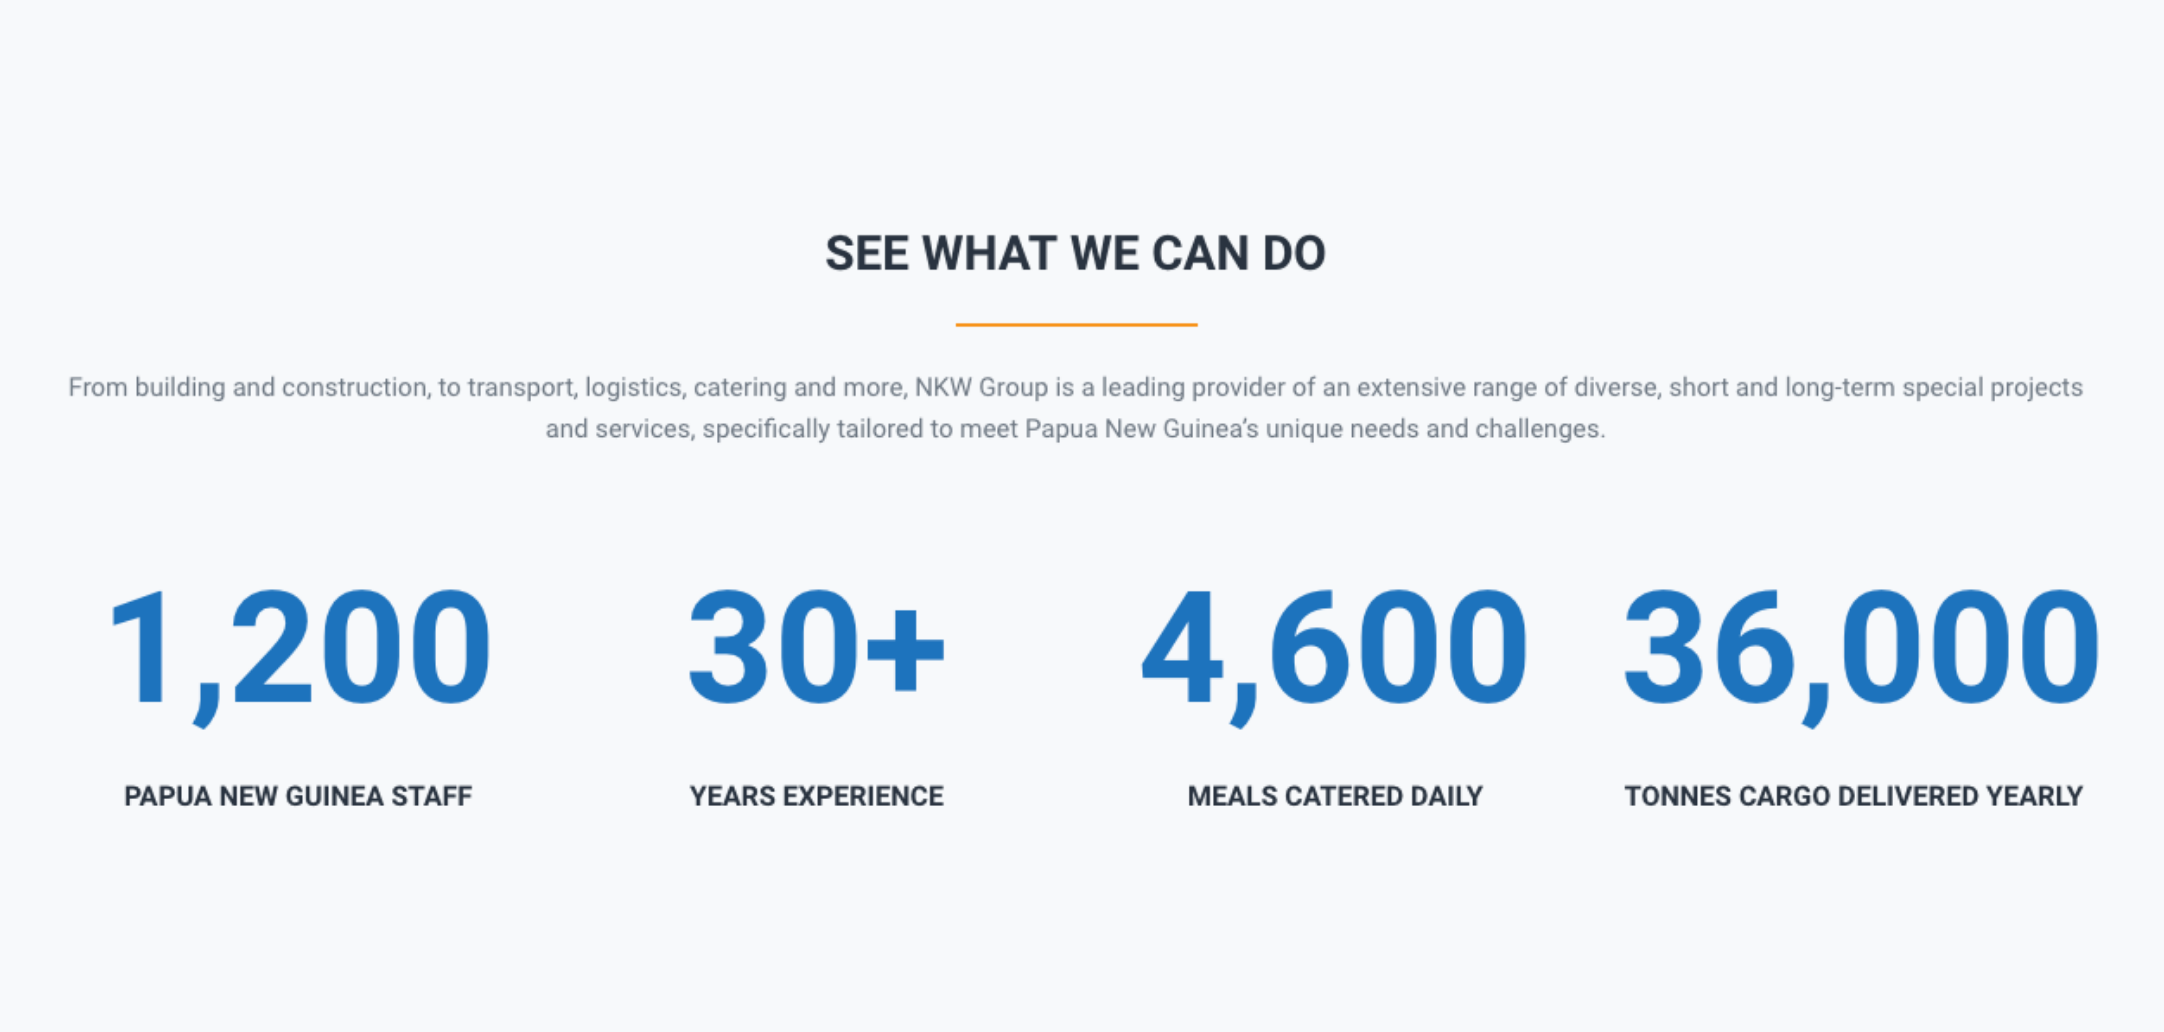 SEE WHAT WE CAN DO
From building and construction, to transport, logistics, catering and more, NKW Group is a leading provider of an extensive range of diverse, short and long-term special projects
and services, specifically tailored to meet Papua New Guinea’s unique needs and challenges.
1,200
PAPUA NEW GUINEA STAFF
30+
YEARS EXPERIENCE
4,600
MEALS CATERED DAILY
36,000
TONNES CARGO DELIVERED YEARLY